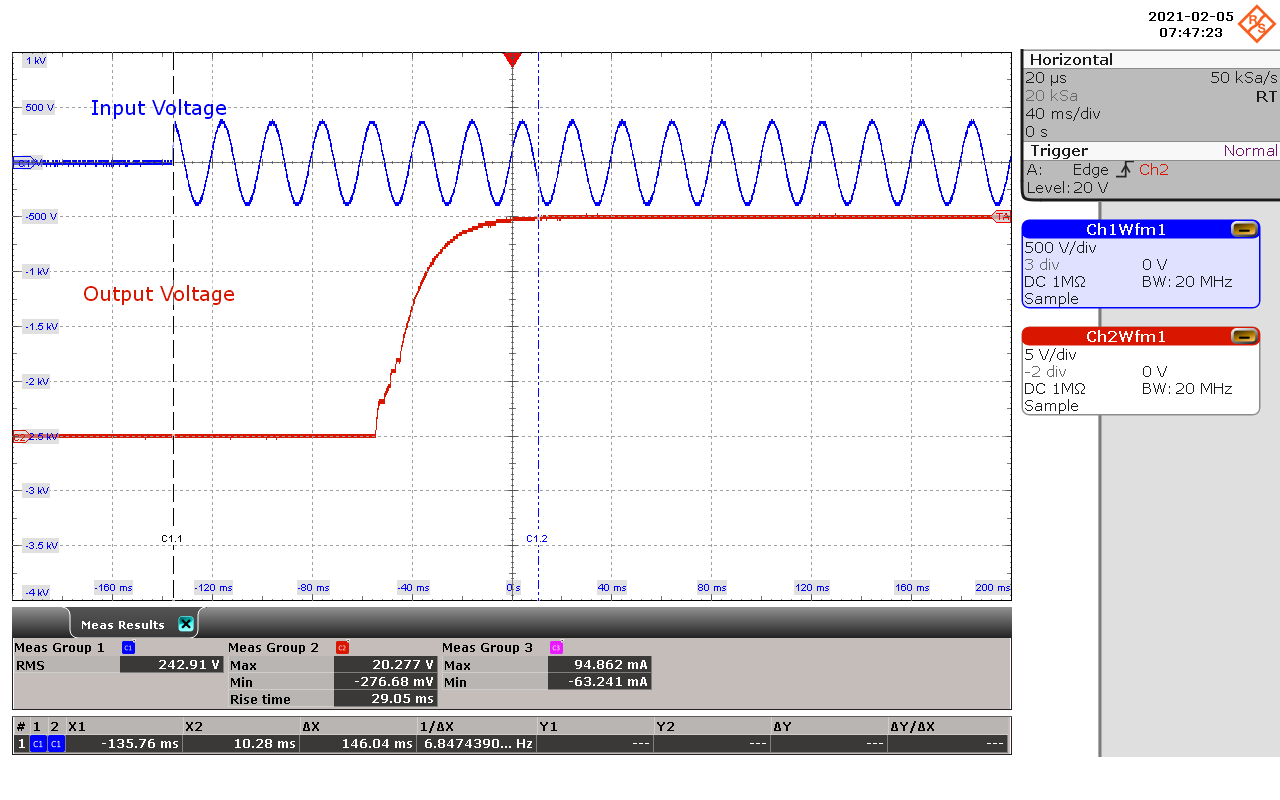 2021-02-05
07:47:23
R
S
Horizontal
20 µs 50 kSa/s
20 kSa RT
40 ms/div
0 s
Trigger Normal
A: Edge Ch2
Level: 20 V
Ch1Wfm1
500 V/div
3 div 0 V
DC 1MΩ BW: 20 MHz
Sample
Ch2Wfm1
5 V/div
-2 div 0 V
DC 1MΩ BW: 20 MHz
Sample
1 kV
500 V
Input Voltage
C1
-500 V
TA
-1 kV
Output Voltage
-1.5 kV
-2 kV
C2
-2.5 kV
-3 kV
-3.5 kV
C1.1 C1.2
-4 kV
-160 ms -120 ms -80 ms -40 ms 0 s 40 ms 80 ms 120 ms 160 ms 200 ms
Meas Results
Meas Group 1 C1 Meas Group 2 C2 Meas Group 3 C3
RMS 242.91 V Max 20.277 V Max 94.862 mA
Min -276.68 mV Min -63.241 mA
Rise time 29.05 ms
# 1 2 X1 X2 ΔX 1/ΔX Y1 Y2 ΔY ΔY/ΔX
1 C1 C1 -135.76 ms 10.28 ms 146.04 ms 6.8474390... Hz --- --- --- ---